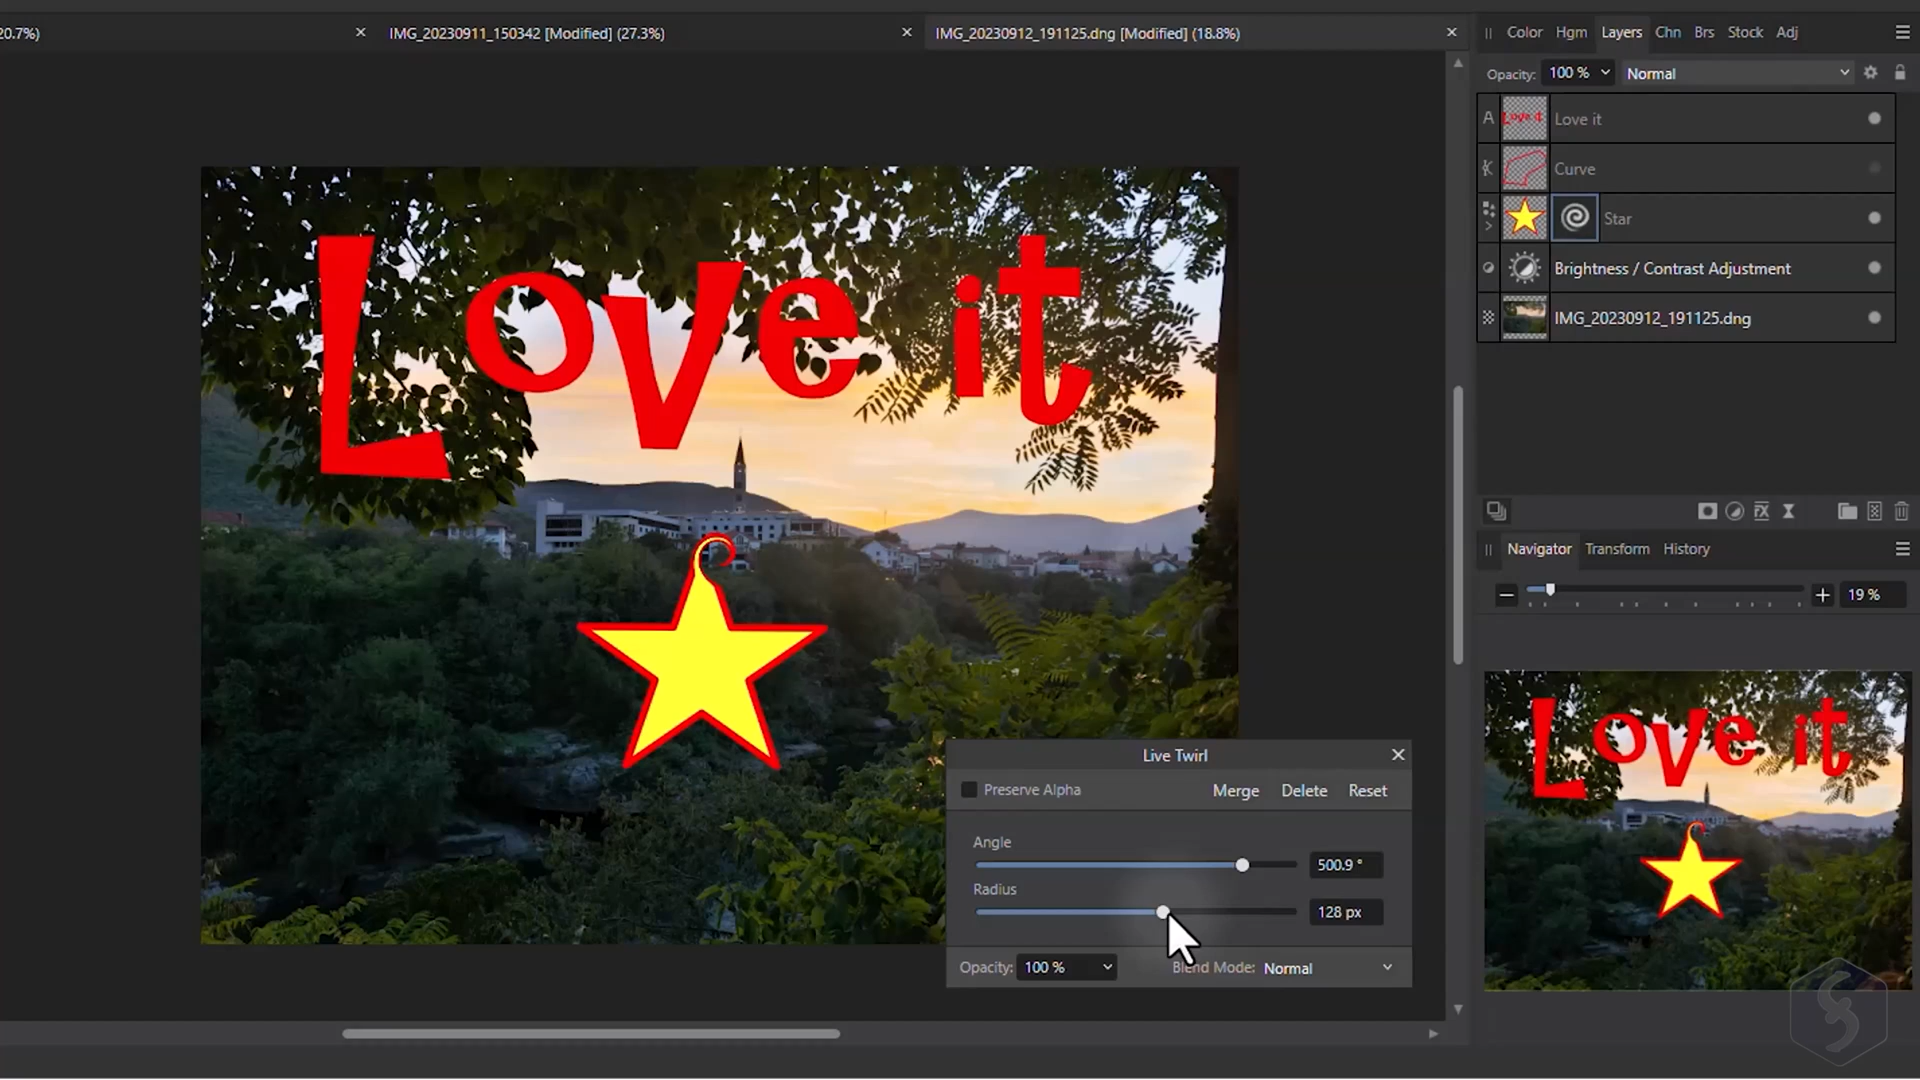 20.7%)
IMG_20230911_150342 [Modified] (27.3%)
IMG_20230912_191125.dng [Modified] (18.8%)
Color Hgm Layers Chn Brs Stock Adj
Opacity: 100 % Normal
A Love it Love it
Curve
Star
Brightness / Contrast Adjustment
IMG_20230912_191125.dng
Love it
Navigator Transform History
19 %
Love it
Live Twirl
Preserve Alpha Merge Delete Reset
Angle
500.9 °
Radius
128 px
Opacity: 100 % Blend Mode: Normal